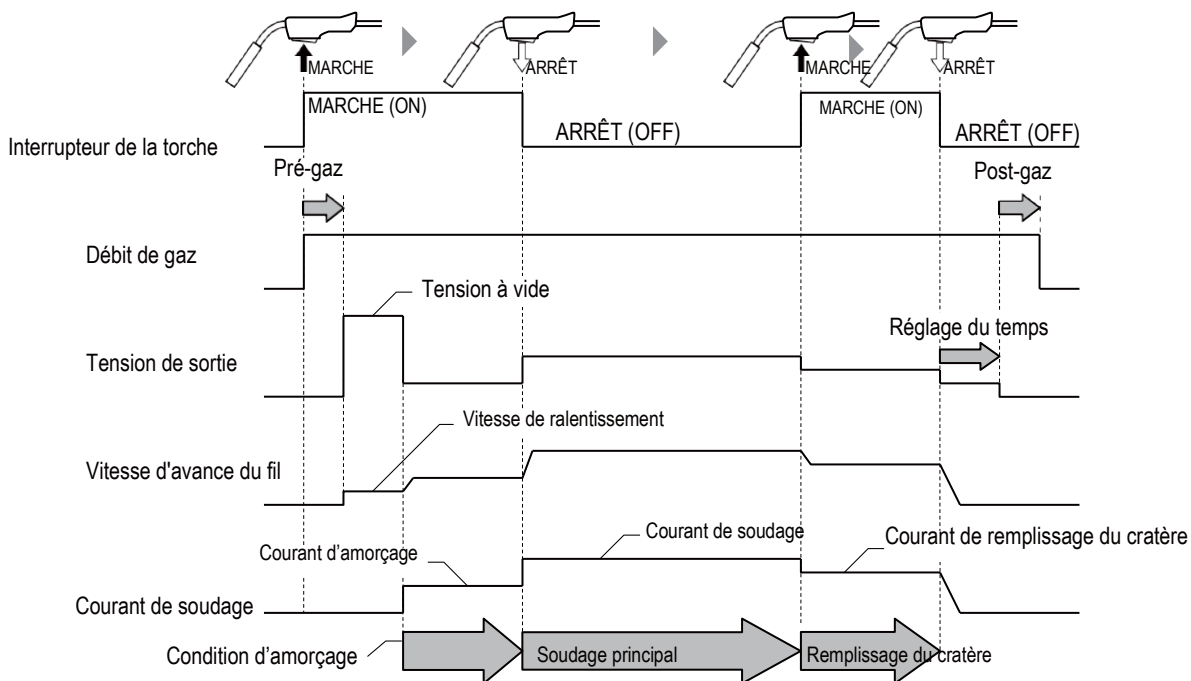 MARCHE
ARRÊT
MARCHE
ARRÊT
MARCHE (ON)
ARRÊT (OFF)
MARCHE (ON)
ARRÊT (OFF)
Interrupteur de la torche
Pré-gaz
Post-gaz
Débit de gaz
Tension à vide
Réglage du temps
Tension de sortie
Vitesse de ralentissement
Vitesse d'avance du fil
Courant de soudage
Courant de remplissage du cratère
Courant d'amorçage
Courant de soudage
Condition d'amorçage
Soudage principal
Remplissage du cratère